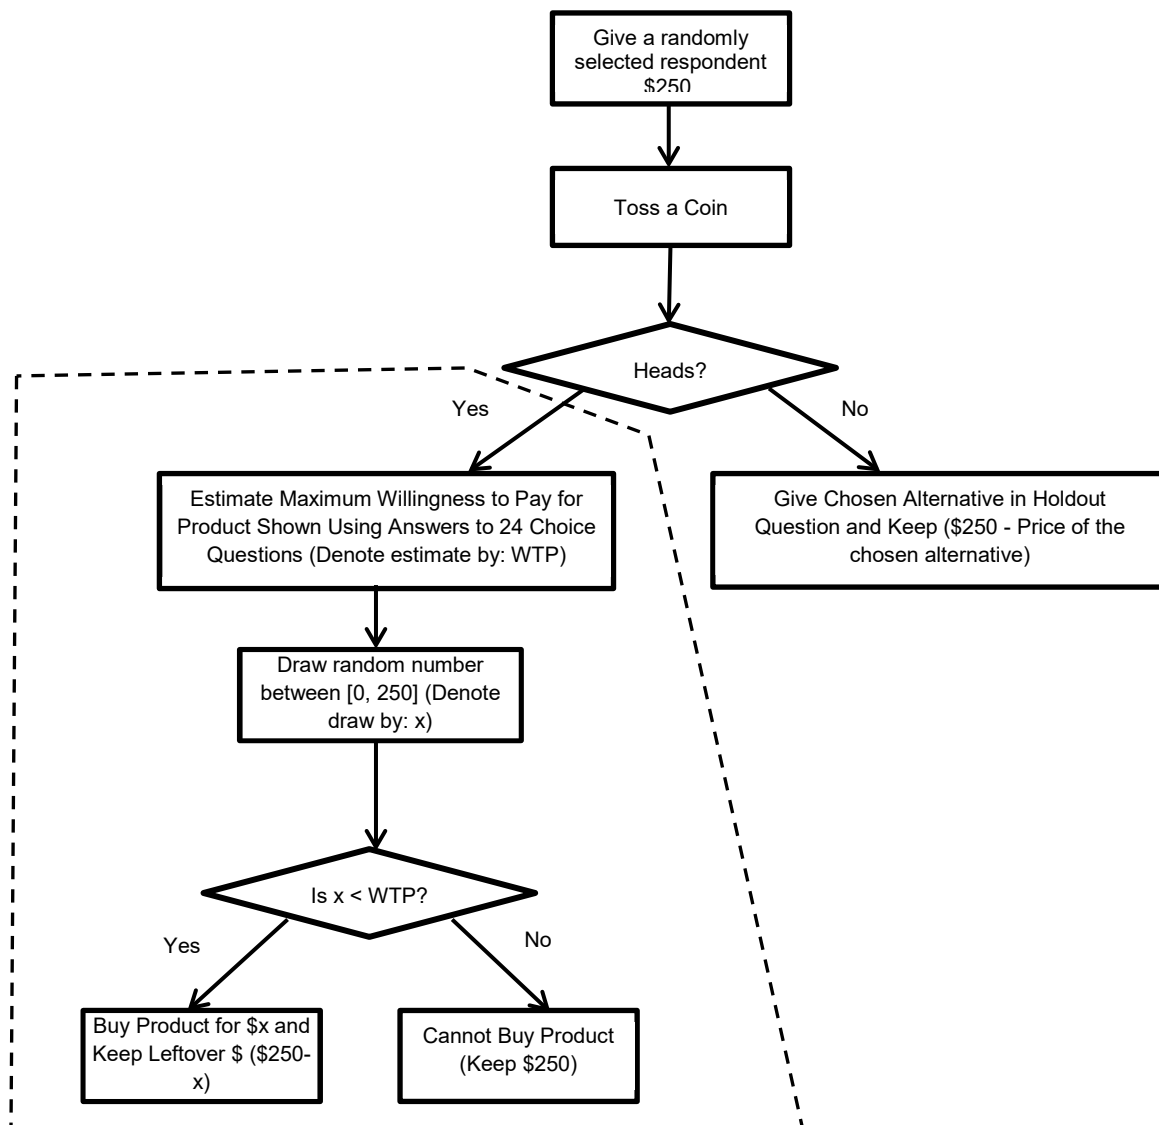 Give a randomly
selected respondent
$250
Toss a Coin
Heads?
Yes
No
Estimate Maximum Willingness to Pay for
Product Shown Using Answers to 24 Choice
Questions (Denote estimate by: WTP)
Give Chosen Alternative in Holdout
Question and Keep ($250 - Price of the
chosen alternative)
Draw random number
between [0, 250] (Denote
draw by: x)
Is x < WTP?
Yes
No
Buy Product for $x and
Keep Leftover $ ($250-
x)
Cannot Buy Product
(Keep $250)